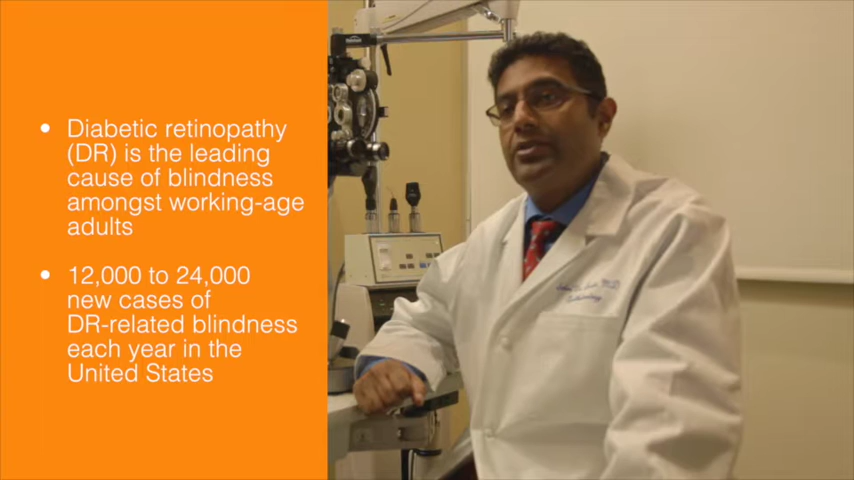 • Diabetic retinopathy
(DR) is the leading
cause of blindness
amongst working-age
adults
• 12,000 to 24,000
new cases of
DR-related blindness
each year in the
United States